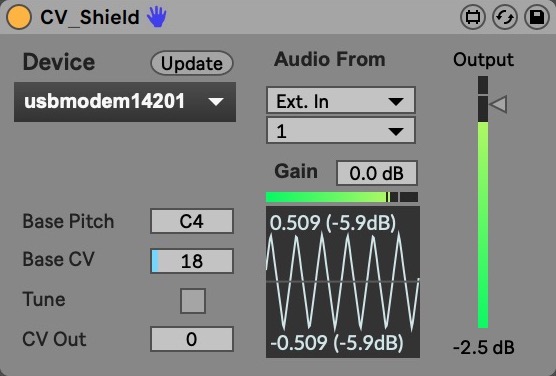 CV_Shield
Device
Update
usbmodem14201
Base Pitch
C4
Base CV
18
Tune
CV Out
0
Audio From
Ext. In
1
Gain
0.0 dB
0.509 (-5.9dB)
-0.509 (-5.9dB)
Output
-2.5 dB